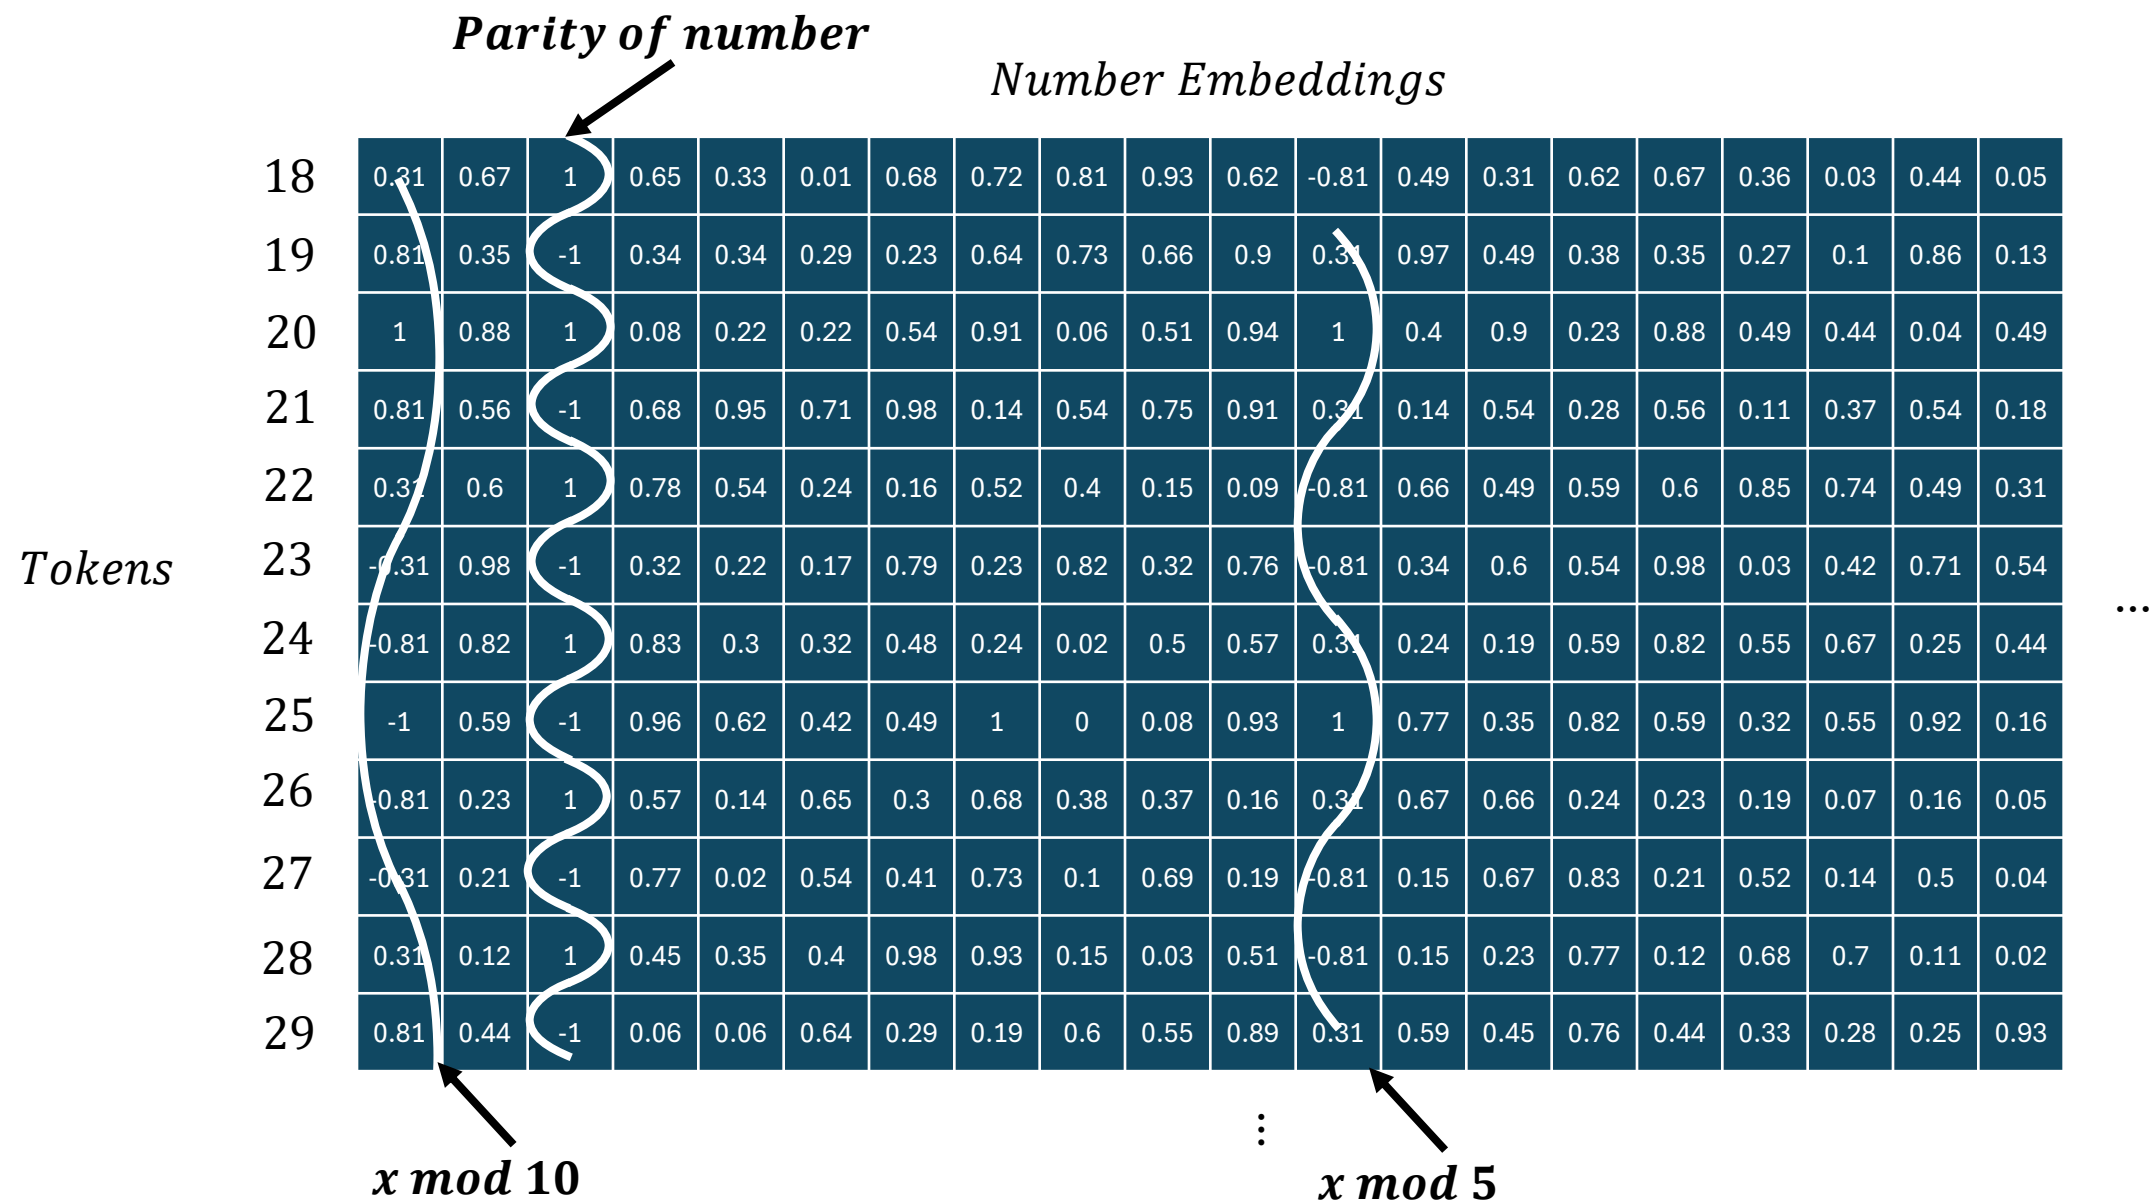 Parity of number
Number Embeddings
18 0.31 0.67 1 0.65 0.33 0.01 0.68 0.72 0.81 0.93 0.62 -0.81 0.49 0.31 0.62 0.67 0.36 0.03 0.44 0.05
19 0.81 0.35 -1 0.34 0.34 0.29 0.23 0.64 0.73 0.66 0.9 0.31 0.97 0.49 0.38 0.35 0.27 0.1 0.86 0.13
20 1 0.88 1 0.08 0.22 0.22 0.54 0.91 0.06 0.51 0.94 1 0.4 0.9 0.23 0.88 0.49 0.44 0.04 0.49
21 0.81 0.56 -1 0.68 0.95 0.71 0.98 0.14 0.54 0.75 0.91 0.31 0.14 0.54 0.28 0.56 0.11 0.37 0.54 0.18
22 0.31 0.6 1 0.78 0.54 0.24 0.16 0.52 0.4 0.15 0.09 -0.81 0.66 0.49 0.59 0.6 0.85 0.74 0.49 0.31
Tokens
23 -0.31 0.98 -1 0.32 0.22 0.17 0.79 0.23 0.82 0.32 0.76 -0.81 0.34 0.6 0.54 0.98 0.03 0.42 0.71 0.54
24 -0.81 0.82 1 0.83 0.3 0.32 0.48 0.24 0.02 0.5 0.57 0.31 0.24 0.19 0.59 0.82 0.55 0.67 0.25 0.44
...
25 -1 0.59 -1 0.96 0.62 0.42 0.49 1 0 0.08 0.93 1 0.77 0.35 0.82 0.59 0.32 0.55 0.92 0.16
26 -0.81 0.23 1 0.57 0.14 0.65 0.3 0.68 0.38 0.37 0.16 0.31 0.67 0.66 0.24 0.23 0.19 0.07 0.16 0.05
27 -0.31 0.21 -1 0.77 0.02 0.54 0.41 0.73 0.1 0.69 0.19 -0.81 0.15 0.67 0.83 0.21 0.52 0.14 0.5 0.04
28 0.31 0.12 1 0.45 0.35 0.4 0.98 0.93 0.15 0.03 0.51 -0.81 0.15 0.23 0.77 0.12 0.68 0.7 0.11 0.02
29 0.81 0.44 -1 0.06 0.06 0.64 0.29 0.19 0.6 0.55 0.89 0.31 0.59 0.45 0.76 0.44 0.33 0.28 0.25 0.93
⋮
x mod 10
x mod 5